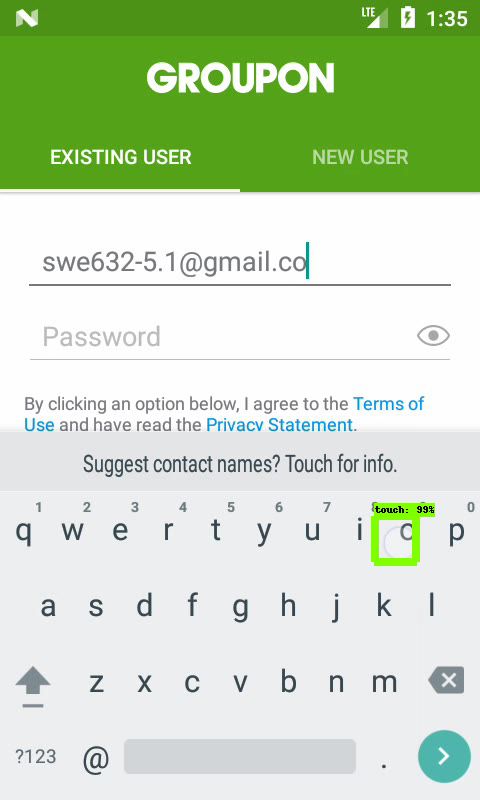 LTE 1:35
GROUPON
EXISTING USER NEW USER
swe632-5.1@gmail.co
Password
By clicking an option below, I agree to the Terms of
Use and have read the Privacy Statement.
Suggest contact names? Touch for info.
1 2 3 4 5 6 7 8 0
touch: 99%
q w e r t y u i o p
a s d f g h j k l
z x c v b n m
?123 @ .